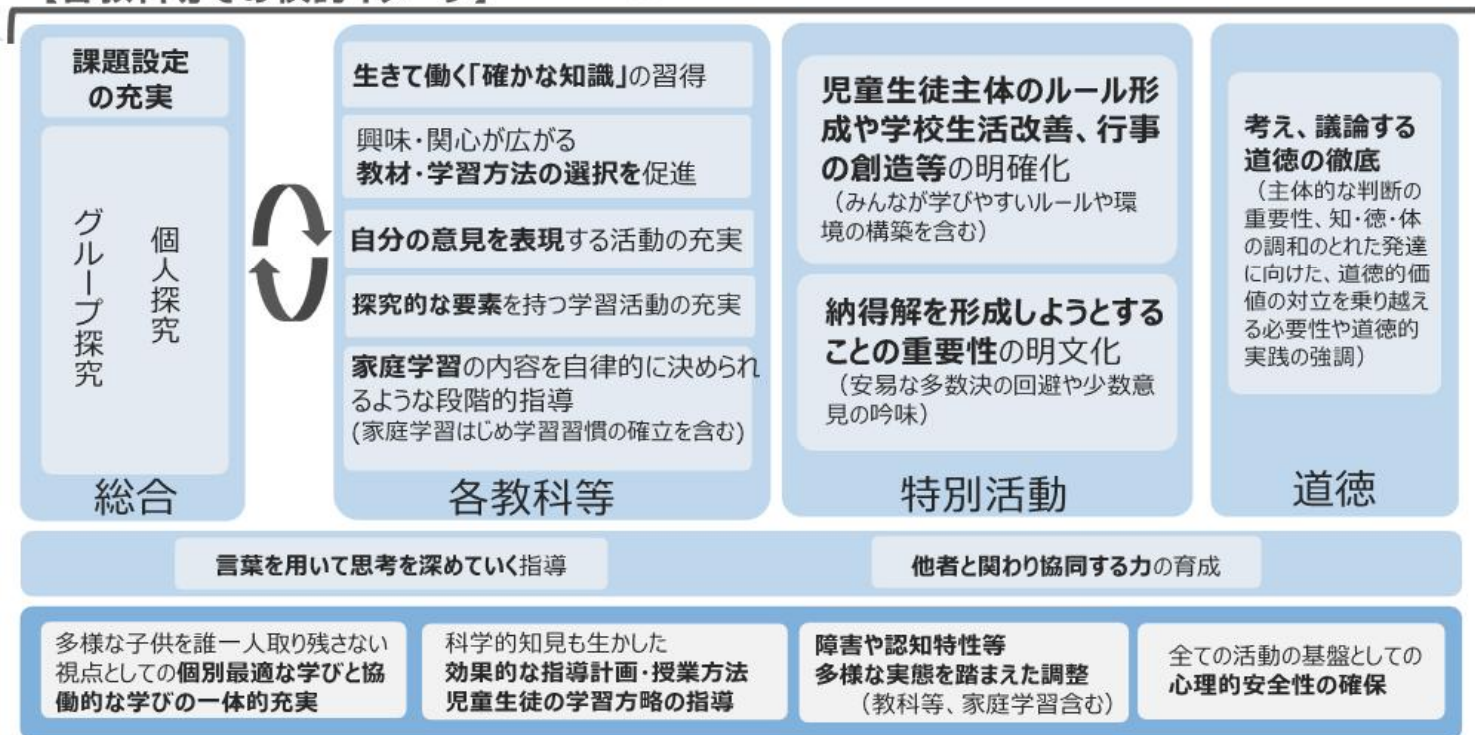 課題設定
の充実
グループ探究
個人探究
総合
生きて働く「確かな知識」の習得
興味・関心が広がる
教材・学習方法の選択を促進
自分の意見を表現する活動の充実
探究的な要素を持つ学習活動の充実
家庭学習の内容を自律的に決められ
るような段階的指導
(家庭学習はじめ学習習慣の確立を含む)
各教科等
児童生徒主体のルール形
成や学校生活改善、行事
の創造等の明確化
（みんなが学びやすいルールや環
境の構築を含む）
納得解を形成しようとする
ことの重要性の明文化
（安易な多数決の回避や少数意
見の吟味）
特別活動
考え、議論する
道徳の徹底
（主体的な判断の
重要性、知・徳・体
の調和のとれた発達
に向けた、道徳的価
値の対立を乗り越え
る必要性や道徳的
実践の強調）
道徳
言葉を用いて思考を深めていく指導
他者と関わり協同する力の育成
多様な子供を誰一人取り残さない
視点としての個別最適な学びと協
働的な学びの一体的充実
科学的知見も生かした
効果的な指導計画・授業方法
児童生徒の学習方略の指導
障害や認知特性等
多様な実態を踏まえた調整
（教科等、家庭学習含む）
全ての活動の基盤としての
心理的安全性の確保